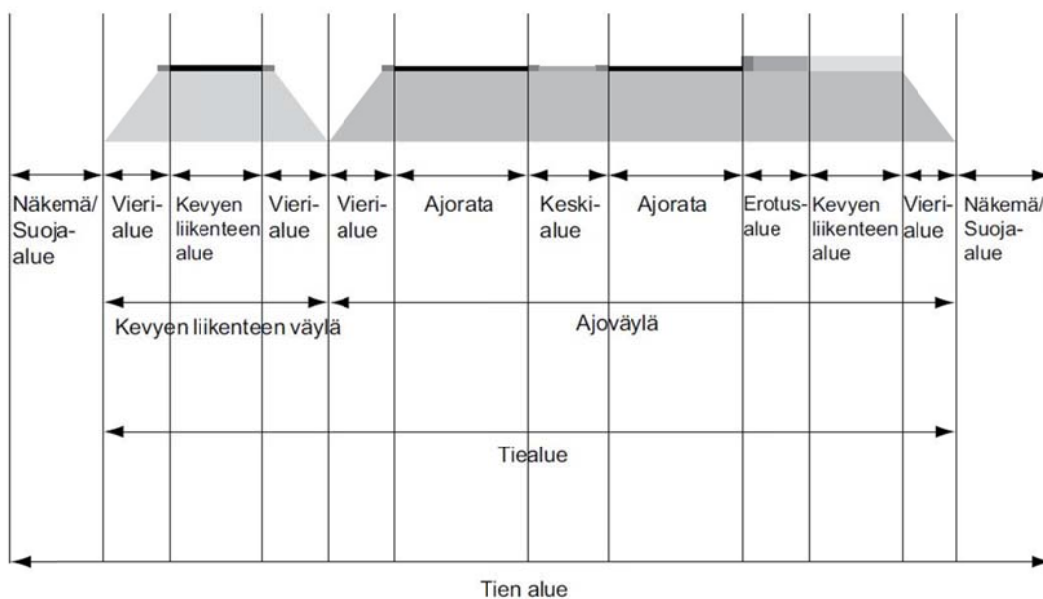 Näkemä/
Suoja-
alue
Vieri-
alue
Kevyen
liikenteen
alue
Vieri-
alue
Vieri-
alue
Ajorata
Keski-
alue
Ajorata
Erotus-
alue
Kevyen
liikenteen
alue
Vieri-
alue
Näkemä/
Suoja-
alue
Kevyen liikenteen väylä
Ajoväylä
Tiealue
Tien alue